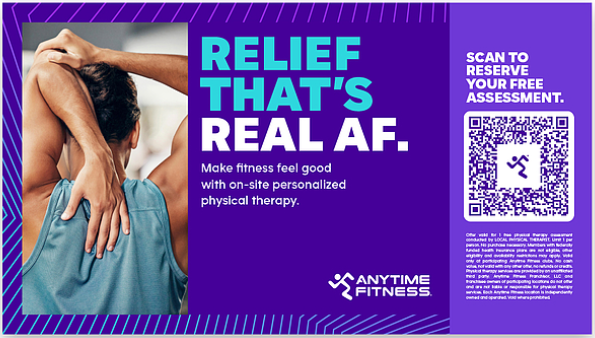 RELIEF
THAT'S
REAL AF.
Make fitness feel good
with on-site personalized
physical therapy.
ANYTIME
FITNESS
SCAN TO
RESERVE
YOUR FREE
ASSESSMENT.
Offer valid for 1 free physical therapy assessment
conducted by LOCAL PHYSICAL THERAPIST. Limit 1 per
person. No purchase necessary. Members with federally
funded health insurance plans are not eligible, other
eligibility and availability restrictions may apply. Valid
only at participating Anytime Fitness clubs. No cash
value, not valid with any other offer, no refunds or credits.
Physical therapy services are provided by an unaffiliated
third party. Anytime Fitness Franchisor, LLC and
franchisees owners of participating locations do not offer
and are not liable or responsible for physical therapy
services. Each Anytime Fitness location is independently
owned and operated. Void where prohibited.